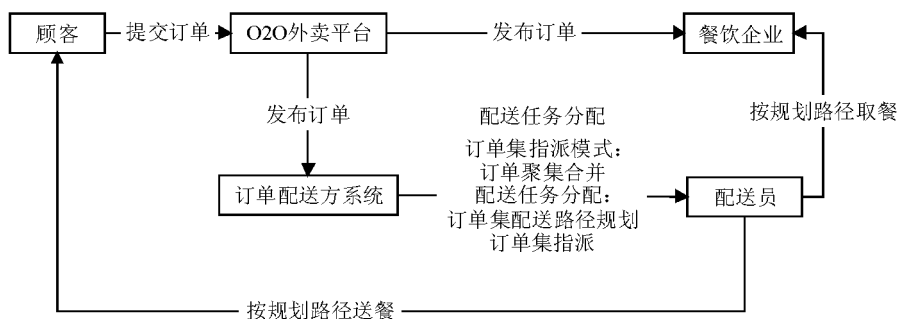 顾客
提交订单
O2O外卖平台
发布订单
餐饮企业
发布订单
配送任务分配
按规划路径取餐
订单集指派模式：
订单聚集合并
订单配送方系统
配送任务分配：
配送员
订单集配送路径规划
订单集指派
按规划路径送餐